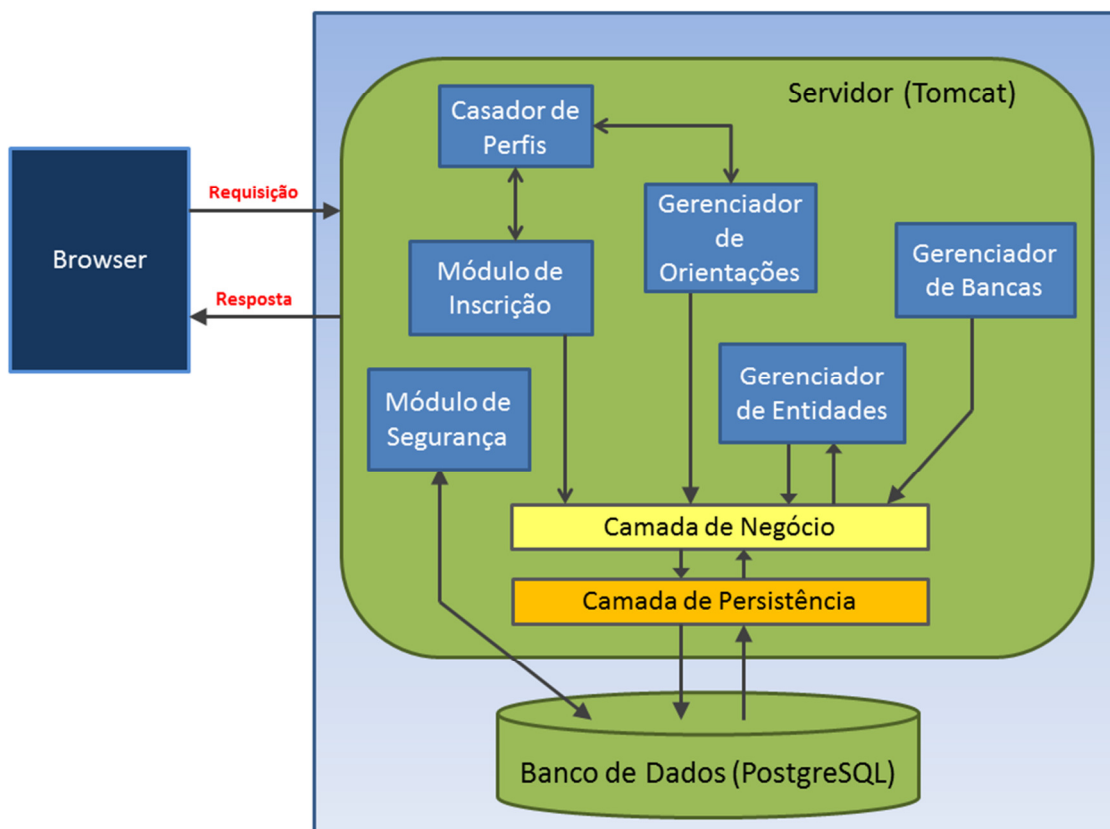 Servidor (Tomcat)
Casador de
Perfis
Requisição
Gerenciador
de
Orientações
Browser
Gerenciador
de Bancas
Módulo de
Inscrição
Resposta
Gerenciador
de Entidades
Módulo de
Segurança
Camada de Negócio
Camada de Persistência
Banco de Dados (PostgreSQL)